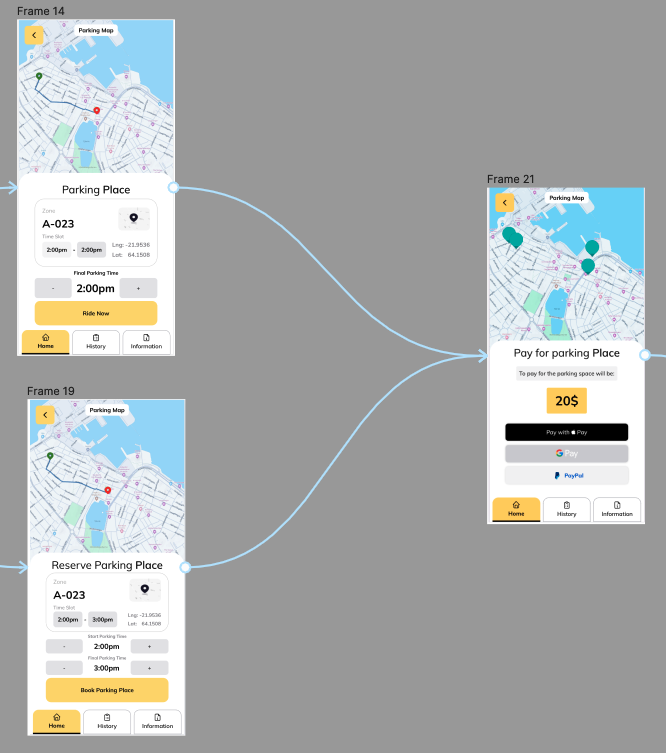 Frame 14
Parking Map
Parking Place
Zone
A-023
Time Slot
2:00pm - 2:00pm
Lng: -21.9536
Lat: 64.1508
Final Parking Time
- 2:00pm +
Ride Now
Home History Information
Frame 19
Parking Map
Reserve Parking Place
Zone
A-023
Time Slot
2:00pm - 3:00pm
Lng: -21.9536
Lat: 64.1508
Start Parking Time
- 2:00pm +
Final Parking Time
- 3:00pm +
Book Parking Place
Home History Information
Frame 21
Parking Map
Pay for parking Place
To pay for the parking space will be:
20$
Pay with Pay
G Pay
PayPal
Home History Information